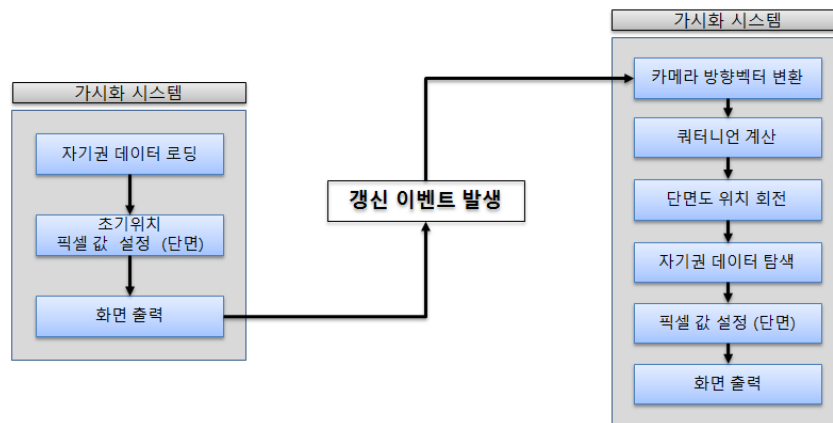 가시화 시스템
자기권 데이터 로딩
초기위치
픽셀 값 설정 (단면)
화면 출력
갱신 이벤트 발생
가시화 시스템
카메라 방향벡터 변환
쿼터니언 계산
단면도 위치 회전
자기권 데이터 탐색
픽셀 값 설정 (단면)
화면 출력